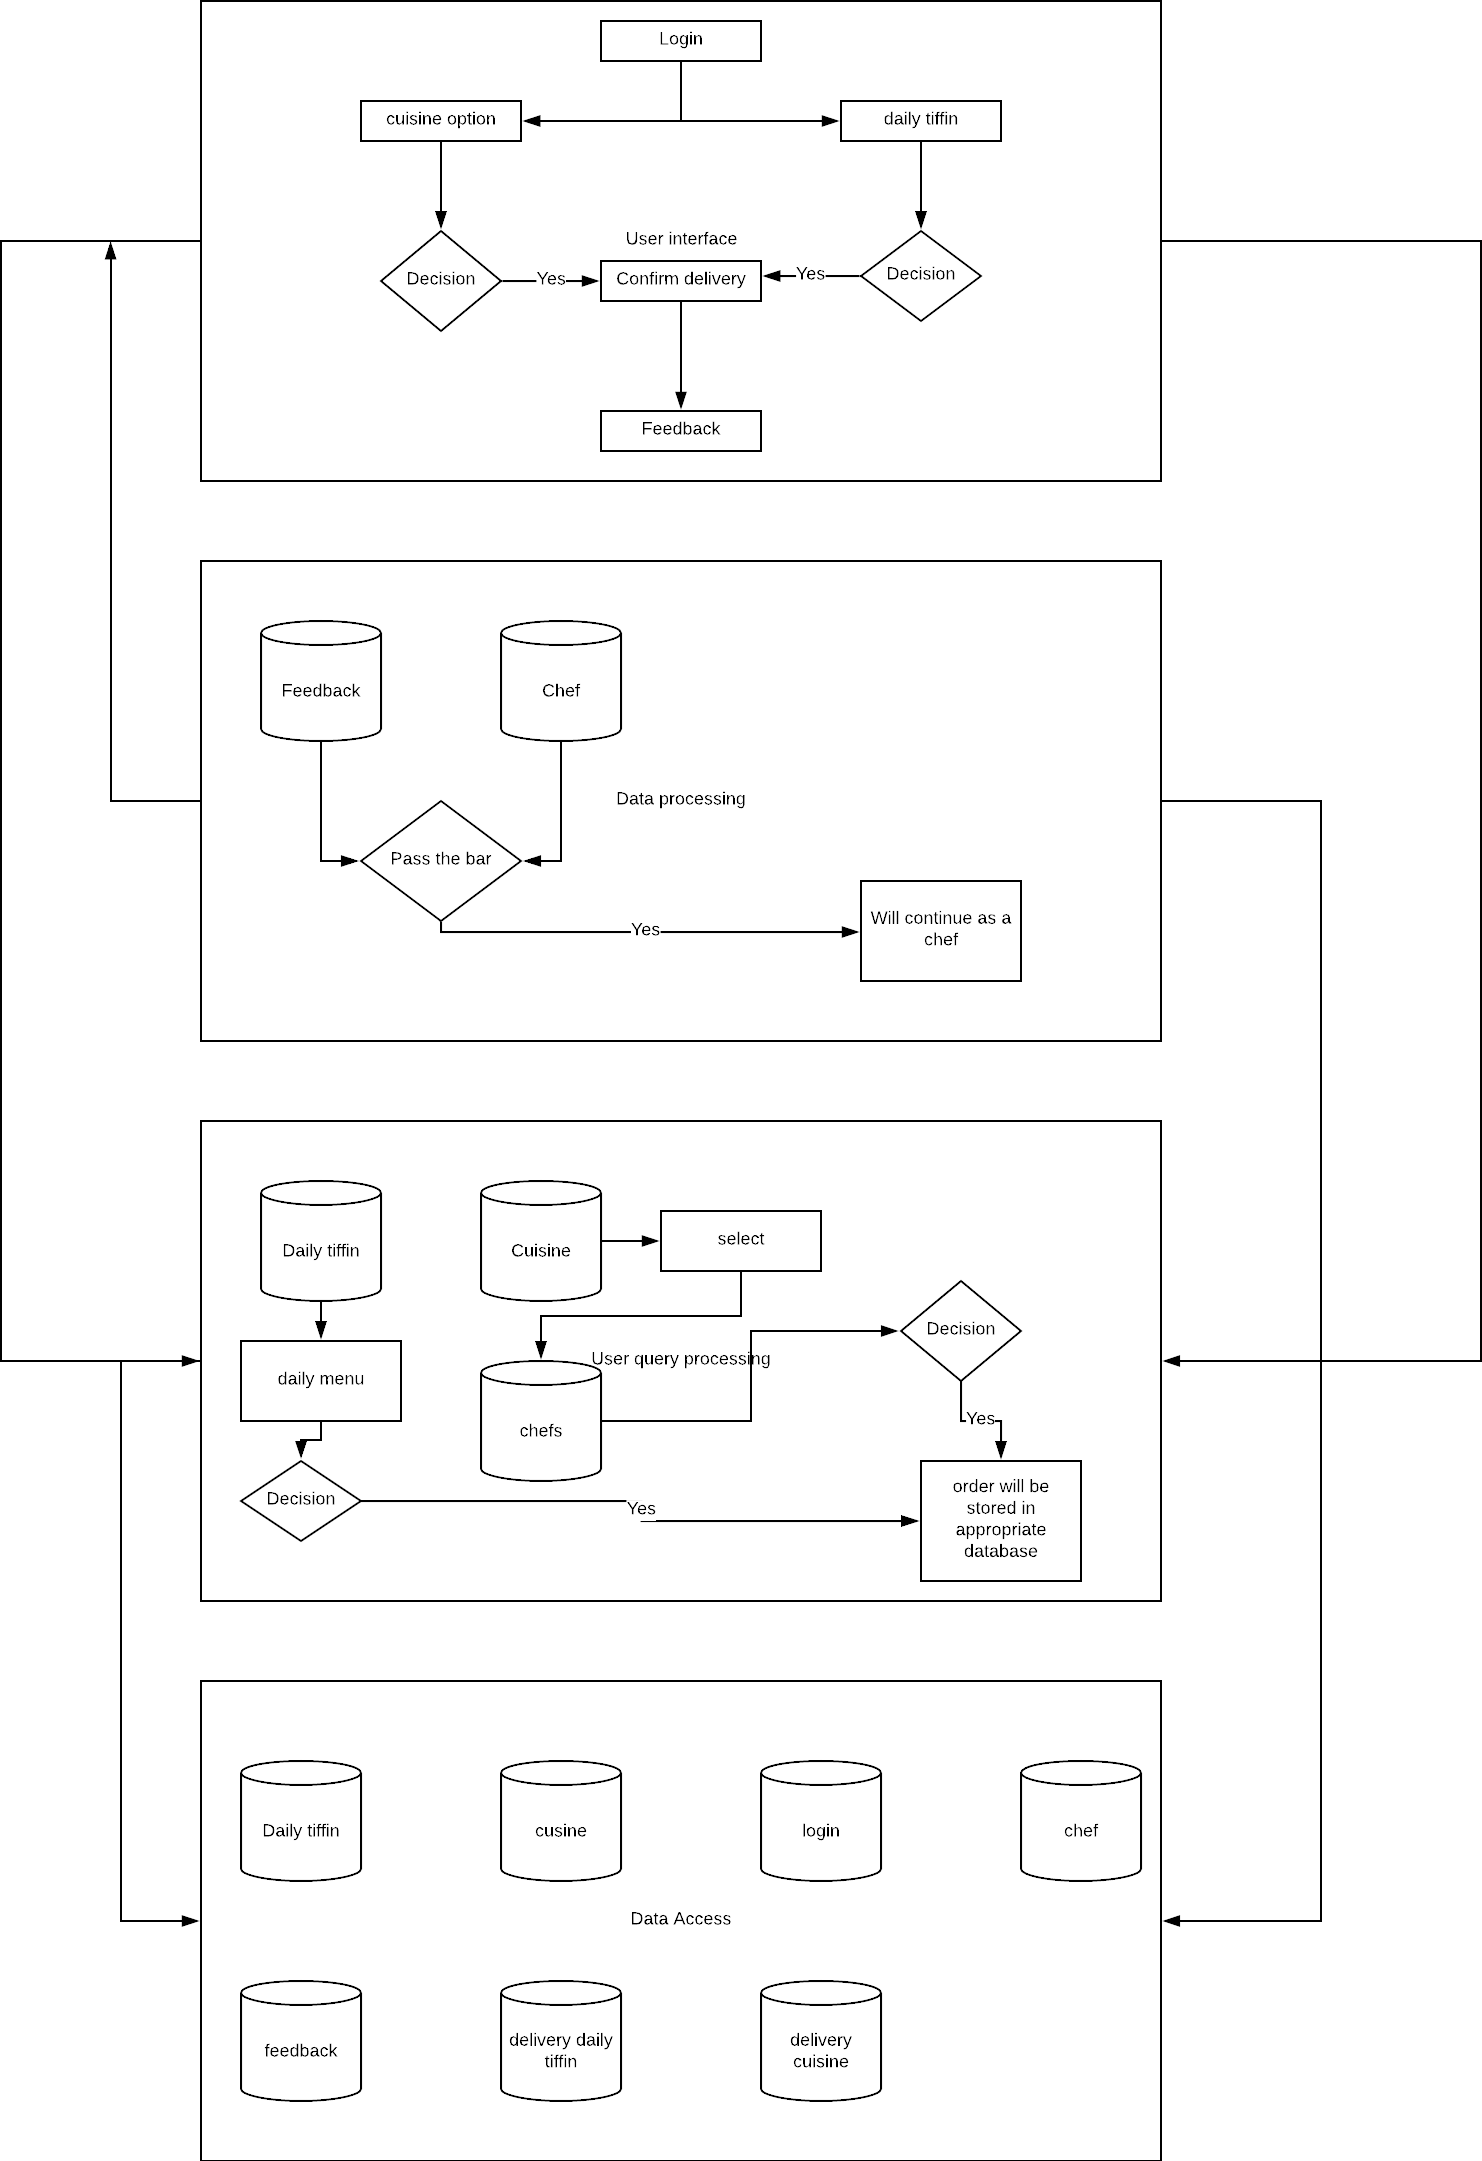 Login
cuisine option
daily tiffin
User interface
Decision
Yes
Confirm delivery
Yes
Decision
Feedback
Feedback
Chef
Data processing
Pass the bar
Yes
Will continue as a
chef
Daily tiffin
Cuisine
select
Decision
User query processing
daily menu
chefs
Yes
Decision
Yes
order will be
stored in
appropriate
database
Daily tiffin
cusine
login
chef
Data Access
feedback
delivery daily
tiffin
delivery
cuisine